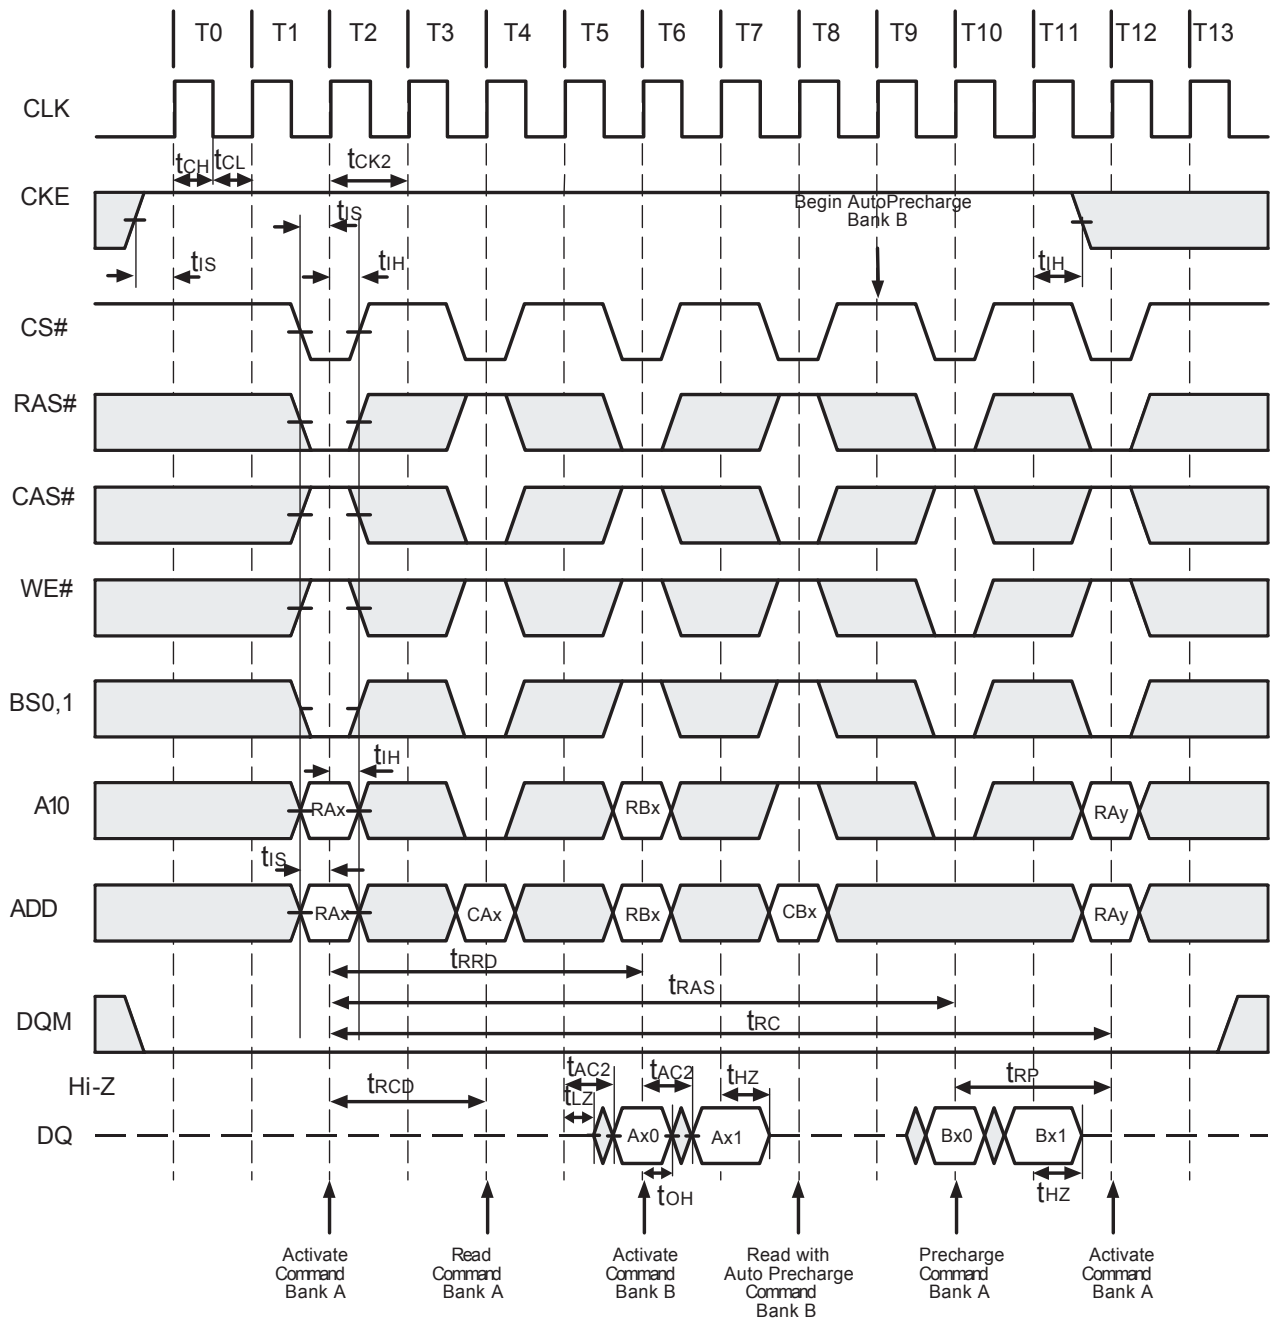 T0 T1 T2 T3 T4 T5 T6 T7 T8 T9 T10 T11 T12 T13
CLK
tCH tCL tCK2
CKE
Begin AutoPrecharge
Bank B
tIS
tIS tIH tIH
CS#
RAS#
CAS#
WE#
BS0,1
tIH
A10 RAx RBx RAy
tIS
ADD RAx CAx RBx CBx RAy
tRRD
tRAS
DQM tRC
Hi-Z tRCD tAC2 tAC2 tHZ tRP
tLZ
DQ Ax0 Ax1 Bx0 Bx1
tOH tHZ
Activate
Command
Bank A
Read
Command
Bank A
Activate
Command
Bank B
Read with
Auto Precharge
Command
Bank B
Precharge
Command
Bank A
Activate
Command
Bank A